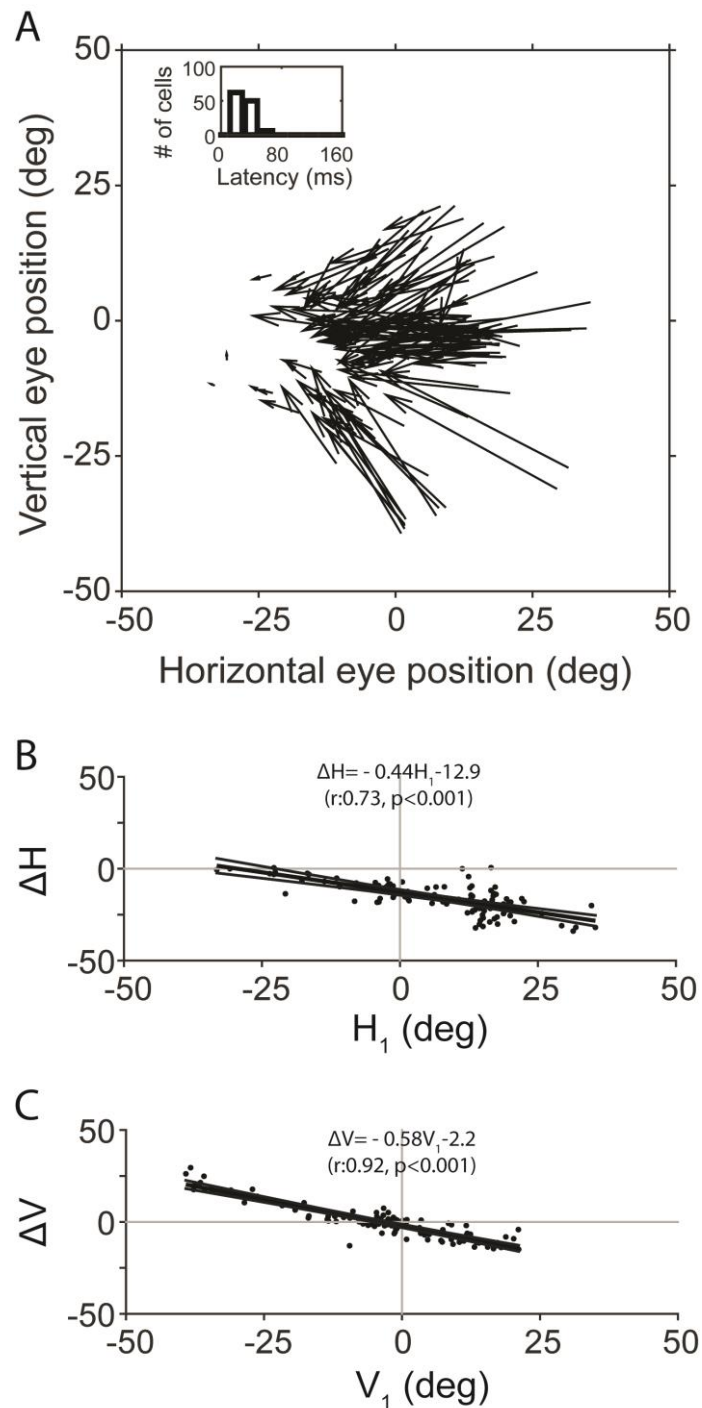 A
50
25
0
-25
-50
Vertical eye position (deg)
100
50
0
# of cells
0 80 160
Latency (ms)
-50 -25 0 25 50
Horizontal eye position (deg)
B
ΔH= - 0.44H₁-12.9
(r:0.73, p<0.001)
50
0
-50
ΔH
-50 -25 0 25 50
H₁ (deg)
C
ΔV= - 0.58V₁-2.2
(r:0.92, p<0.001)
50
0
-50
ΔV
-50 -25 0 25 50
V₁ (deg)